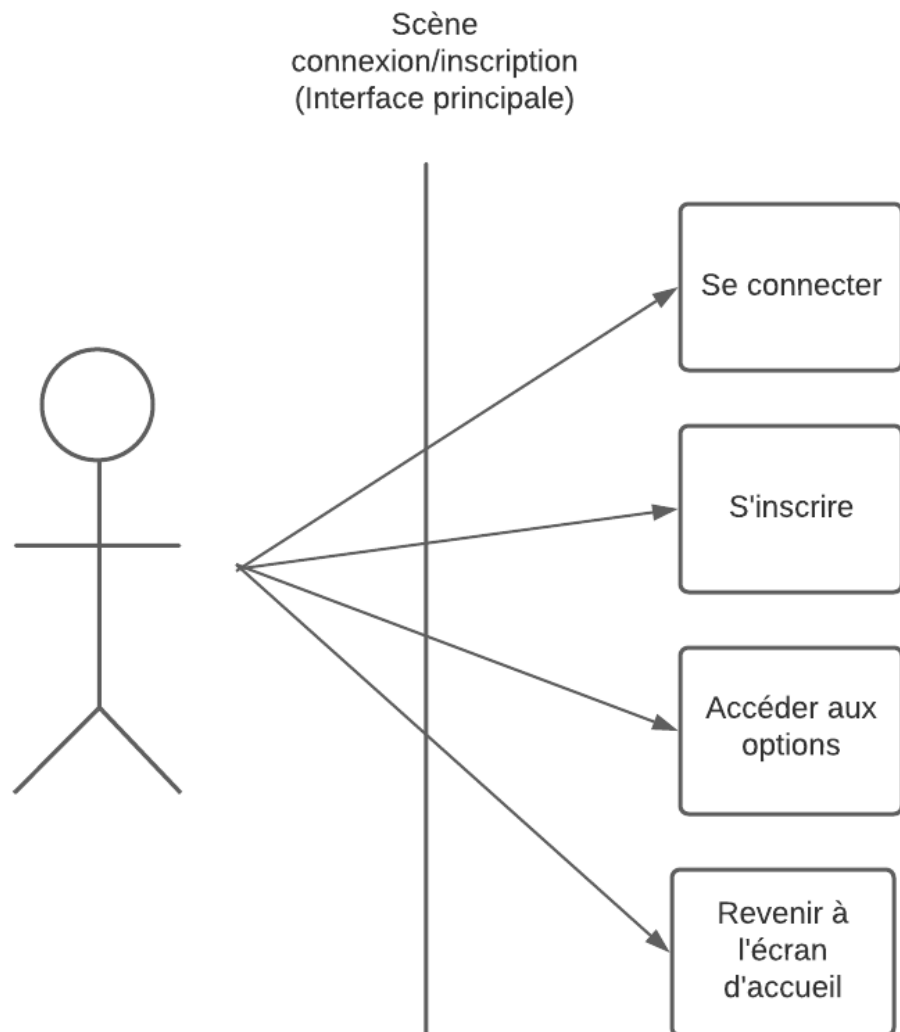 Scène
connexion/inscription
(Interface principale)
Se connecter
S'inscrire
Accéder aux
options
Revenir à
l'écran
d'accueil